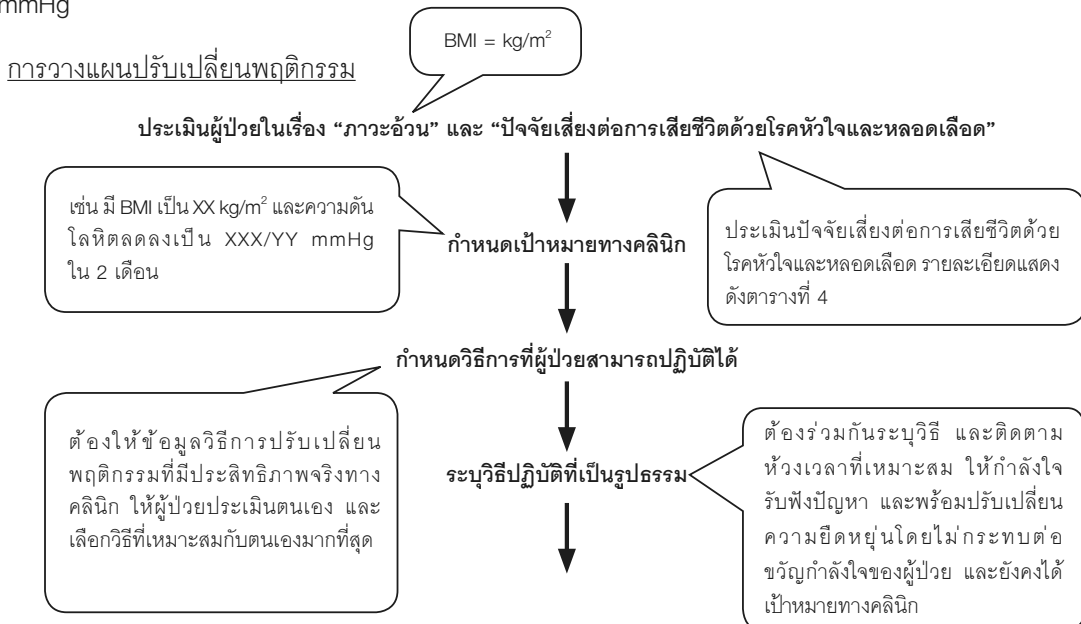 mmHg
BMI = kg/m²
การวางแผนปรับเปลี่ยนพฤติกรรม
ประเมินผู้ป่วยในเรื่อง “ภาวะอ้วน” และ “ปัจจัยเสี่ยงต่อการเสียชีวิตด้วยโรคหัวใจและหลอดเลือด”
เช่น มี BMI เป็น XX kg/m² และความดัน
โลหิตลดลงเป็น XXX/YY mmHg
ใน 2 เดือน
กำหนดเป้าหมายทางคลินิก
ประเมินปัจจัยเสี่ยงต่อการเสียชีวิตด้วย
โรคหัวใจและหลอดเลือด รายละเอียดแสดง
ดังตารางที่ 4
กำหนดวิธีการที่ผู้ป่วยสามารถปฏิบัติได้
ต้องให้ข้อมูลวิธีการปรับเปลี่ยน
พฤติกรรมที่มีประสิทธิภาพจริงทาง
คลินิก ให้ผู้ป่วยประเมินตนเอง และ
เลือกวิธีที่เหมาะสมกับตนเองมากที่สุด
ระบุวิธีปฏิบัติที่เป็นรูปธรรม
ต้องร่วมกันระบุวิธี และติดตาม
ห้วงเวลาที่เหมาะสม ให้กำลังใจ
รับฟังปัญหา และพร้อมปรับเปลี่ยน
ความยืดหยุ่นโดยไม่กระทบต่อ
ขวัญกำลังใจของผู้ป่วย และยังคงได้
เป้าหมายทางคลินิก